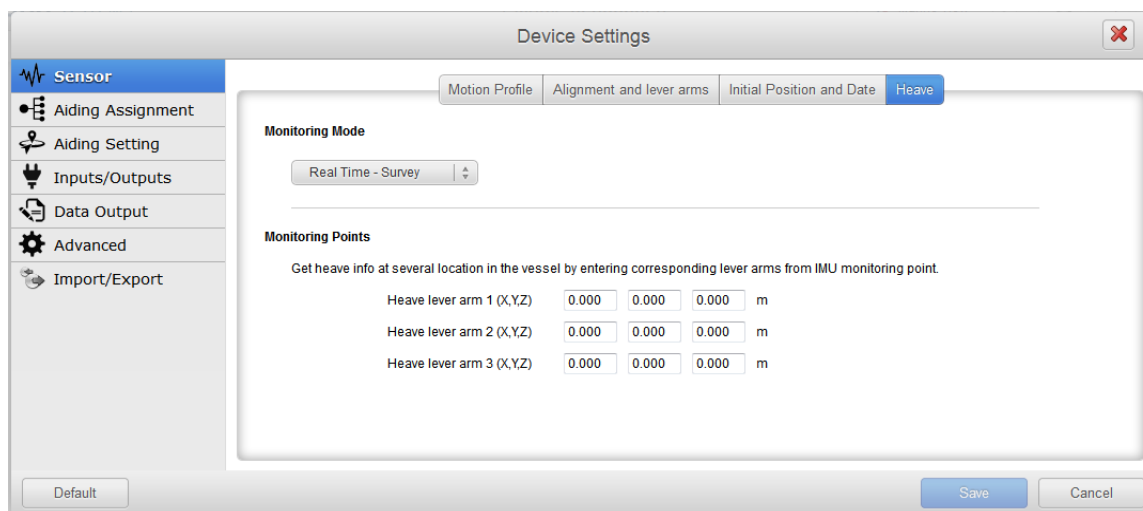 Device Settings
Sensor
Aiding Assignment
Aiding Setting
Inputs/Outputs
Data Output
Advanced
Import/Export
Motion Profile Alignment and lever arms Initial Position and Date Heave
Monitoring Mode
Real Time - Survey
Monitoring Points
Get heave info at several location in the vessel by entering corresponding lever arms from IMU monitoring point.
Heave lever arm 1 (X,Y,Z) 0.000 0.000 0.000 m
Heave lever arm 2 (X,Y,Z) 0.000 0.000 0.000 m
Heave lever arm 3 (X,Y,Z) 0.000 0.000 0.000 m
Default Save Cancel